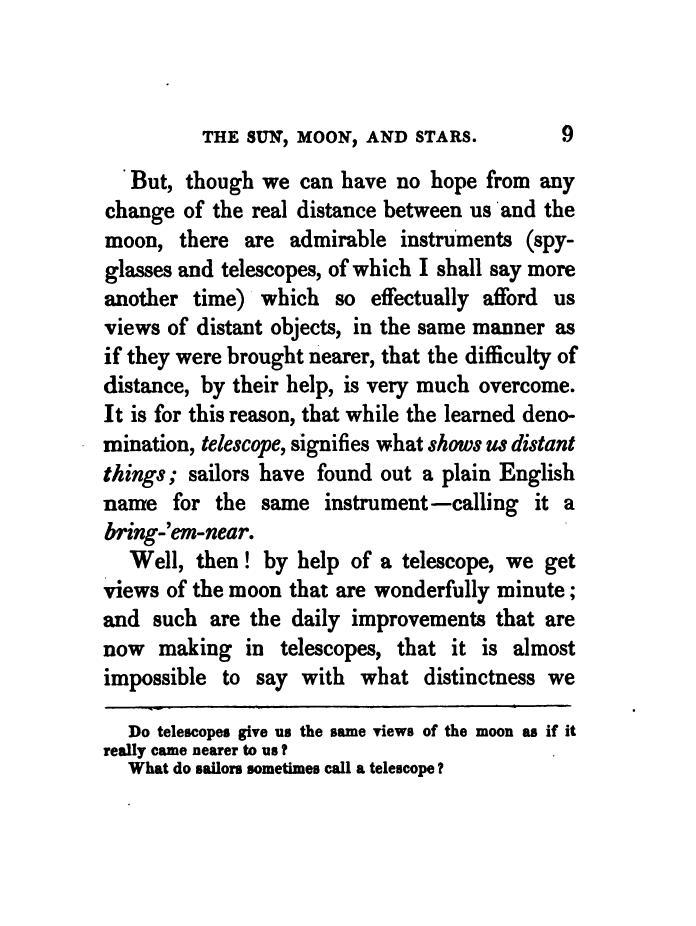 THE SUN, MOON, AND STARS. 9
But, though we can have no hope from any
change of the real distance between us and the
moon, there are admirable instruments (spy-
glasses and telescopes, of which I shall say more
another time) which so effectually afford us
views of distant objects, in the same manner as
if they were brought nearer, that the difficulty of
distance, by their help, is very much overcome.
It is for this reason, that while the learned deno-
mination, telescope, signifies what shows us distant
things; sailors have found out a plain English
name for the same instrument—calling it a
bring-'em-near.
Well, then! by help of a telescope, we get
views of the moon that are wonderfully minute;
and such are the daily improvements that are
now making in telescopes, that it is almost
impossible to say with what distinctness we
Do telescopes give us the same views of the moon as if it
really came nearer to us?
What do sailors sometimes call a telescope?